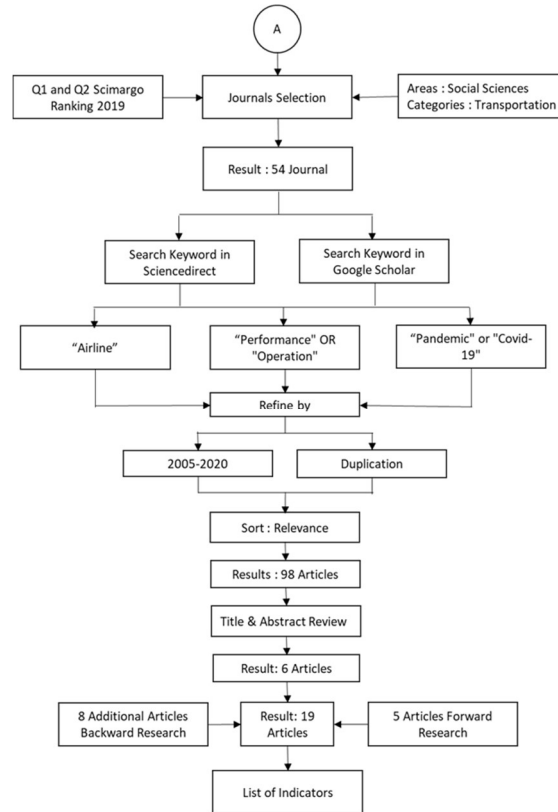 A
Q1 and Q2 Scimargo
Ranking 2019
Journals Selection
Areas : Social Sciences
Categories : Transportation
Result : 54 Journal
Search Keyword in
Sciencedirect
Search Keyword in
Google Scholar
“Airline”
“Performance" OR
"Operation"
“Pandemic" or "Covid-
19"
Refine by
2005-2020
Duplication
Sort : Relevance
Results : 98 Articles
Title & Abstract Review
Result: 6 Articles
8 Additional Articles
Backward Research
Result: 19
Articles
5 Articles Forward
Research
List of Indicators